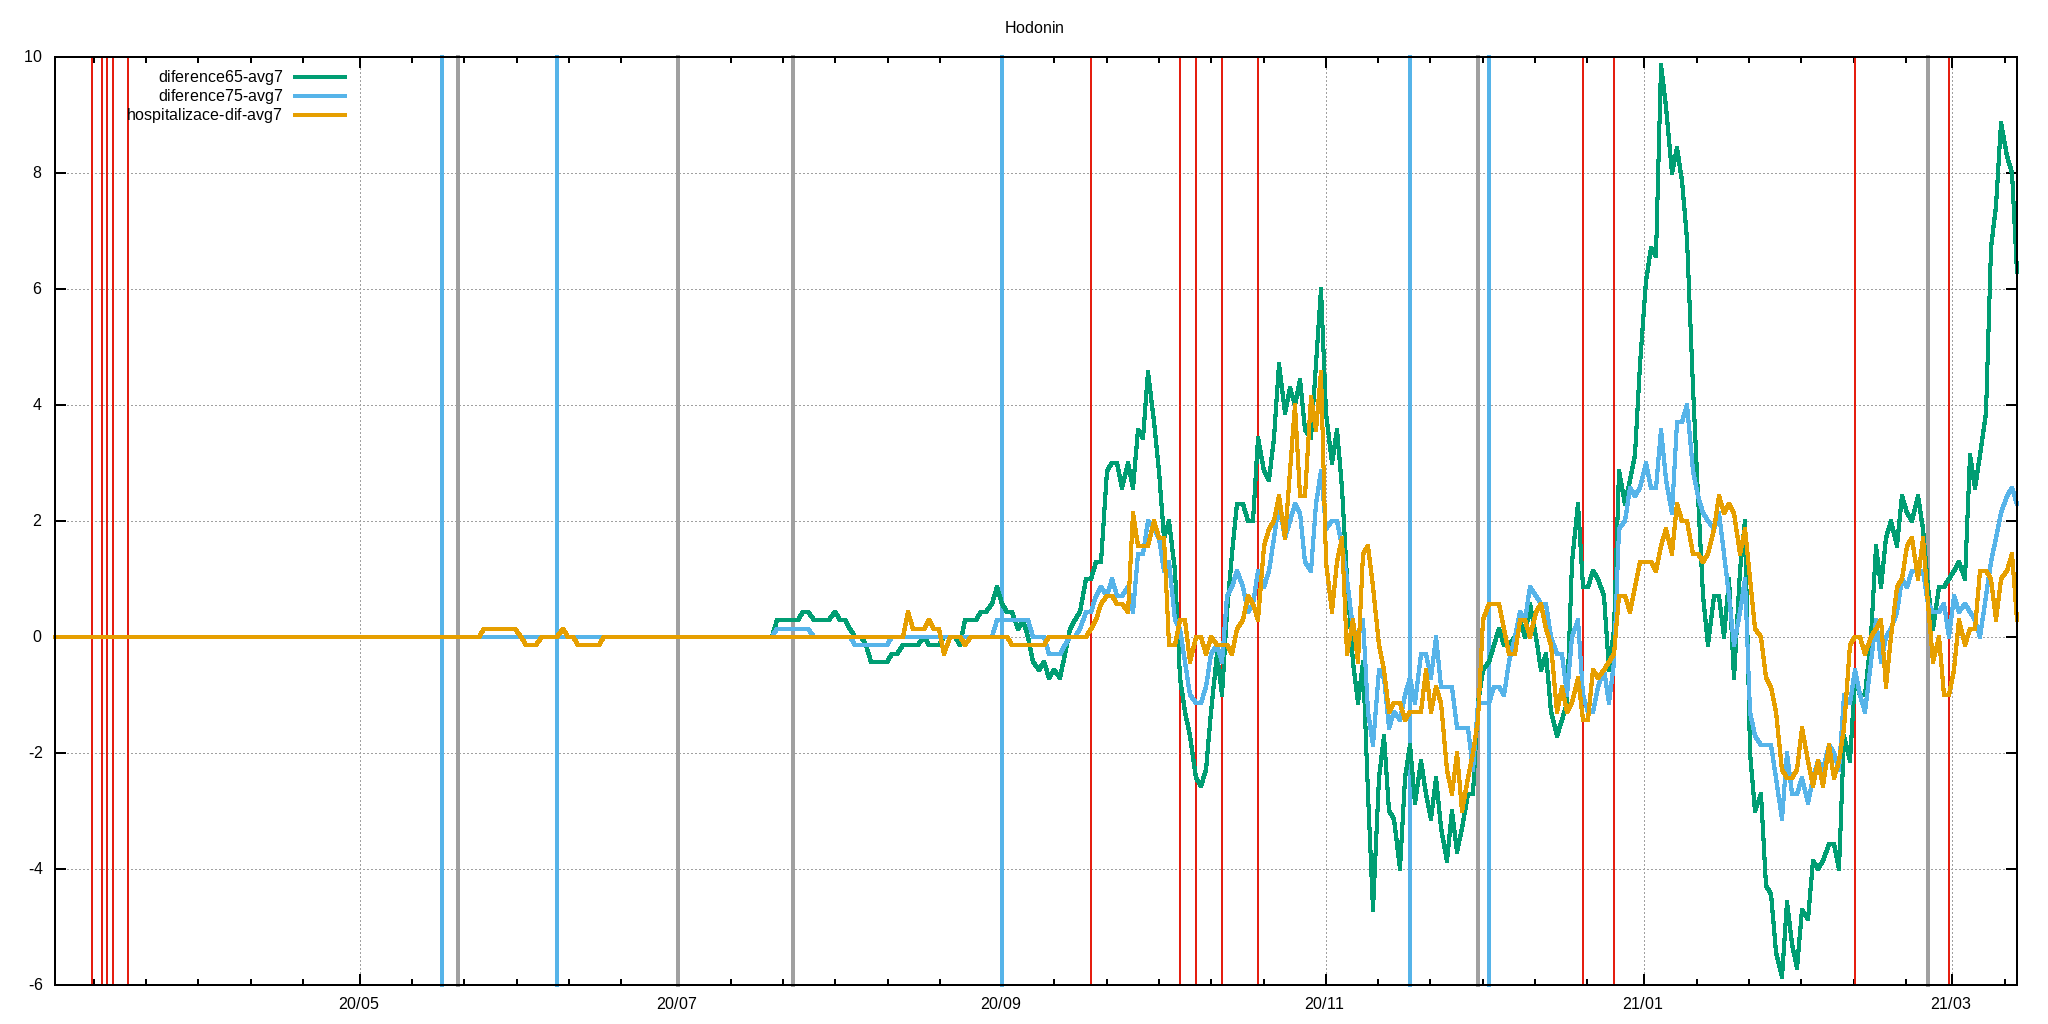 Hodonin
diference65-avg7
diference75-avg7
hospitalizace-dif-avg7
10
8
6
4
2
0
-2
-4
-6
20/05 20/07 20/09 20/11 21/01 21/03